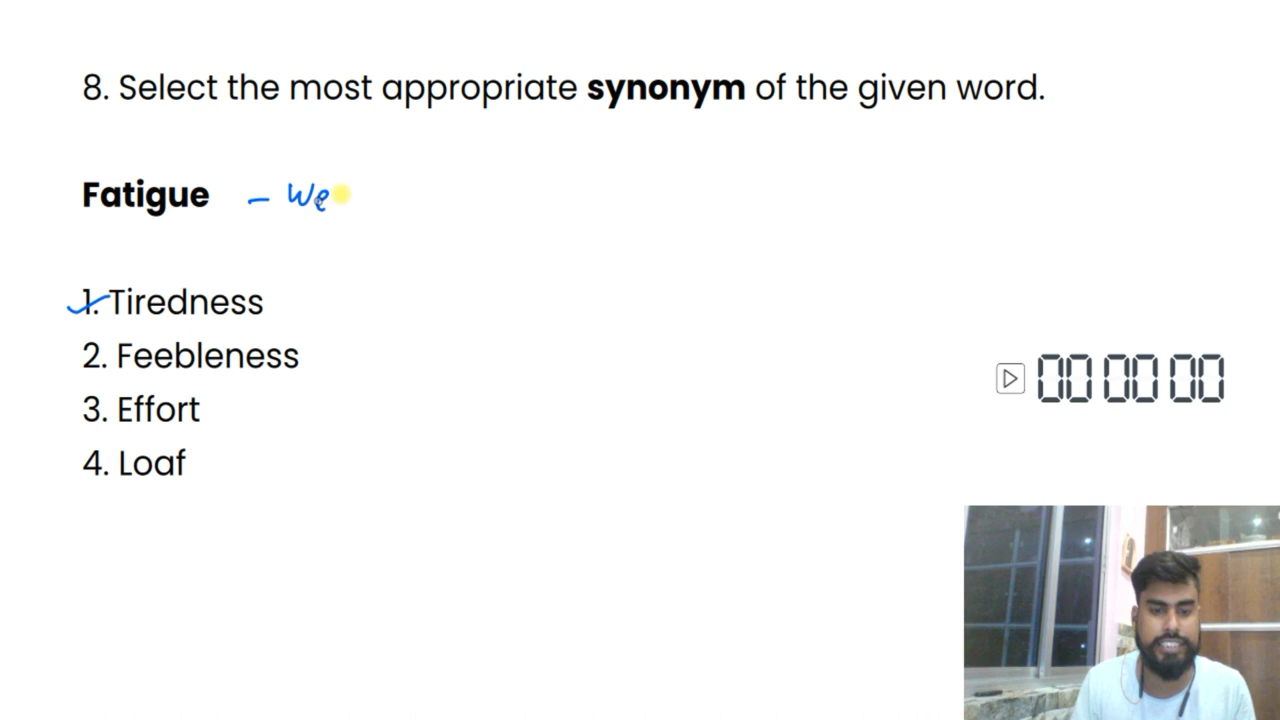 8. Select the most appropriate synonym of the given word.
Fatigue - We
1. Tiredness
2. Feebleness
3. Effort
4. Loaf
00 00 00